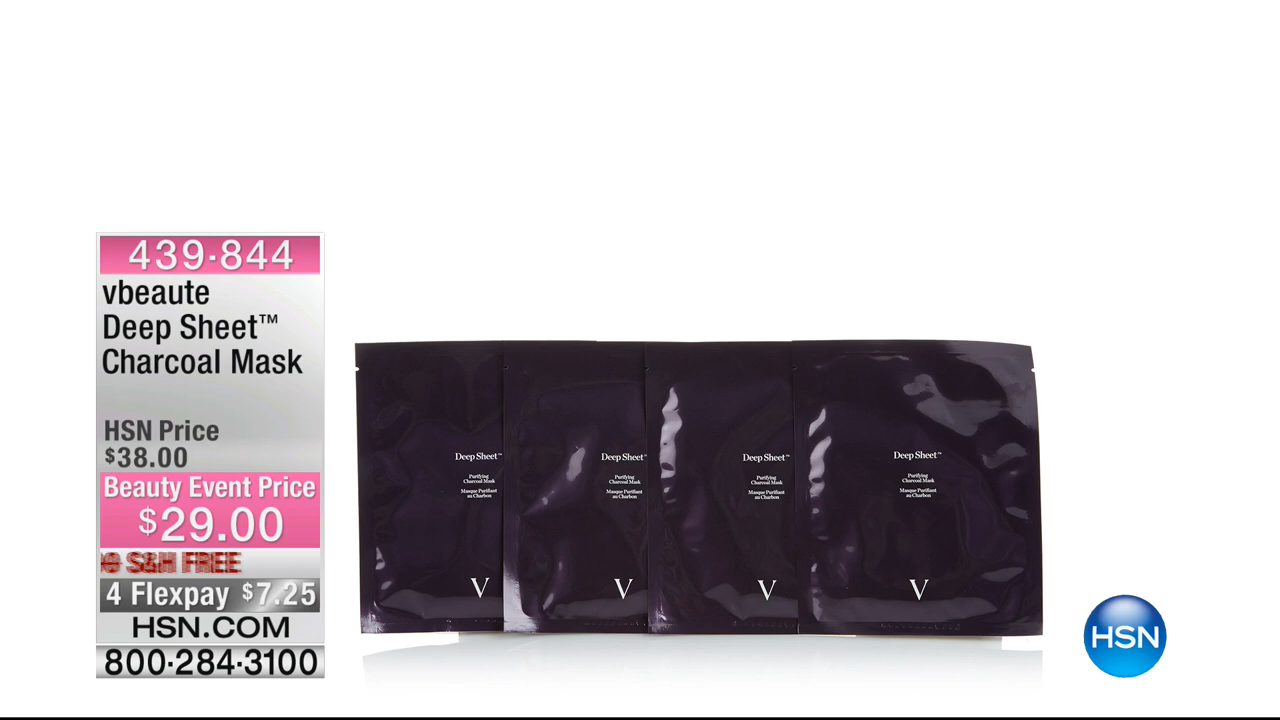 439·844
vbeaute
Deep Sheet™
Charcoal Mask
HSN Price
$38.00
Beauty Event Price
$29.00
S&H FREE
4 Flexpay $7.25
HSN.COM
800·284·3100
Deep Sheet™
Purifying
Charcoal Mask
Masque Purifiant
au Charbon
V
Deep Sheet™
Purifying
Charcoal Mask
Masque Purifiant
au Charbon
V
Deep Sheet™
Purifying
Charcoal Mask
Masque Purifiant
au Charbon
V
Deep Sheet™
Purifying
Charcoal Mask
Masque Purifiant
au Charbon
V
HSN